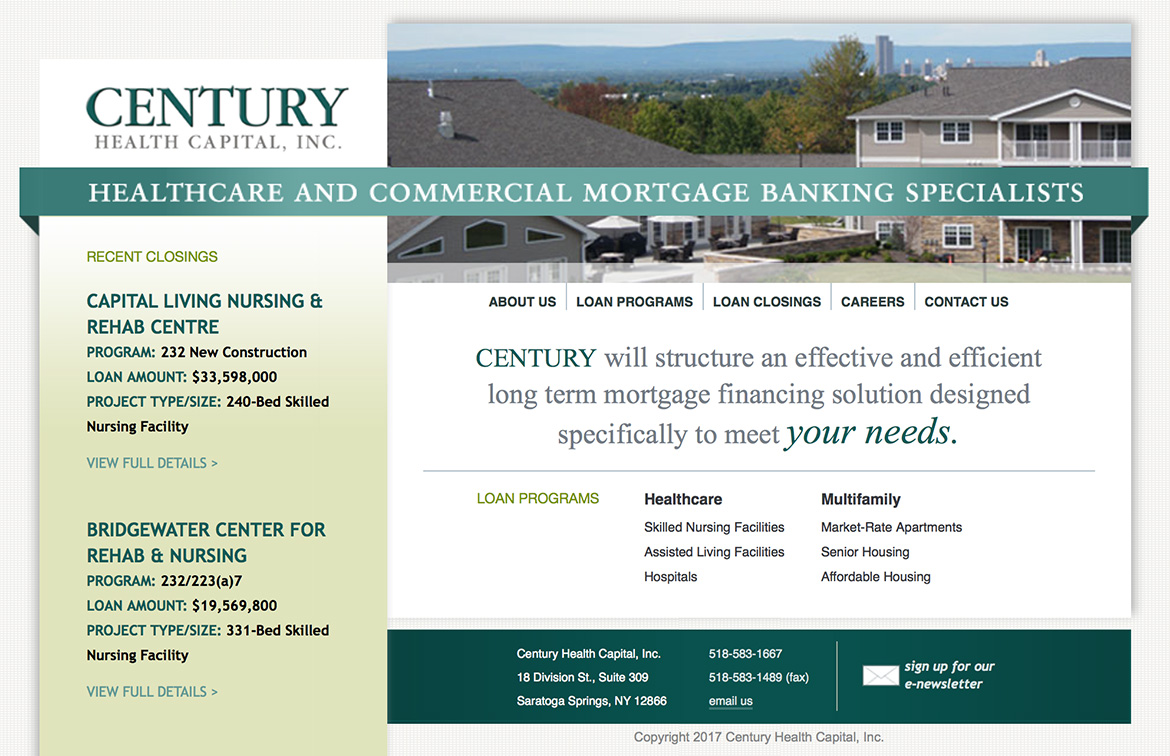 CENTURY
HEALTH CAPITAL, INC.
HEALTHCARE AND COMMERCIAL MORTGAGE BANKING SPECIALISTS
RECENT CLOSINGS
CAPITAL LIVING NURSING &
REHAB CENTRE
PROGRAM: 232 New Construction
LOAN AMOUNT: $33,598,000
PROJECT TYPE/SIZE: 240-Bed Skilled
Nursing Facility
VIEW FULL DETAILS >
BRIDGEWATER CENTER FOR
REHAB & NURSING
PROGRAM: 232/223(a)7
LOAN AMOUNT: $19,569,800
PROJECT TYPE/SIZE: 331-Bed Skilled
Nursing Facility
VIEW FULL DETAILS >
ABOUT US LOAN PROGRAMS LOAN CLOSINGS CAREERS CONTACT US
CENTURY will structure an effective and efficient
long term mortgage financing solution designed
specifically to meet your needs.
LOAN PROGRAMS
Healthcare
Skilled Nursing Facilities
Assisted Living Facilities
Hospitals
Multifamily
Market-Rate Apartments
Senior Housing
Affordable Housing
Century Health Capital, Inc.
18 Division St., Suite 309
Saratoga Springs, NY 12866
518-583-1667
518-583-1489 (fax)
email us
sign up for our
e-newsletter
Copyright 2017 Century Health Capital, Inc.